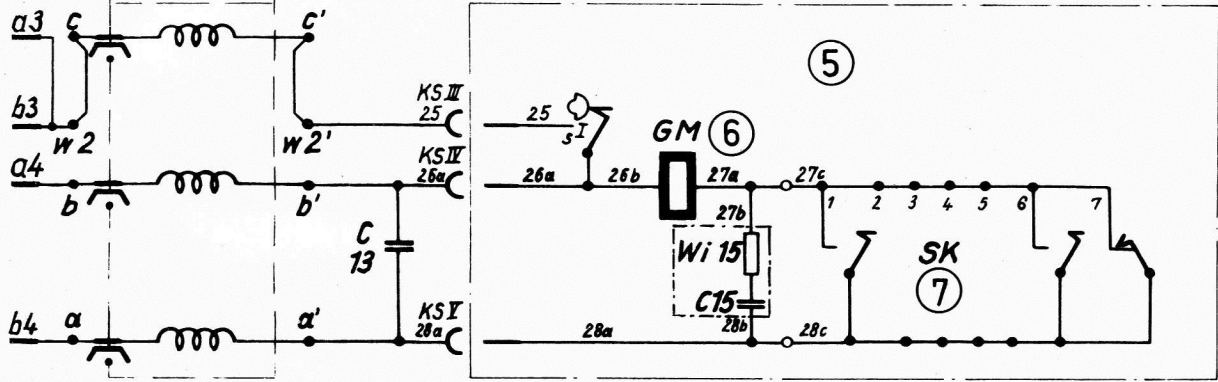 a3 c c'
b3 w2 w2' KS III 25 25 sI GM 6 5
a4 b b' KS IV 26a 26a 26b 27a 27c
1 2 3 4 5 6 7
C 13 27b Wi 15 SK 7
C15
b4 a a' KS V 28a 28a 28b 28c